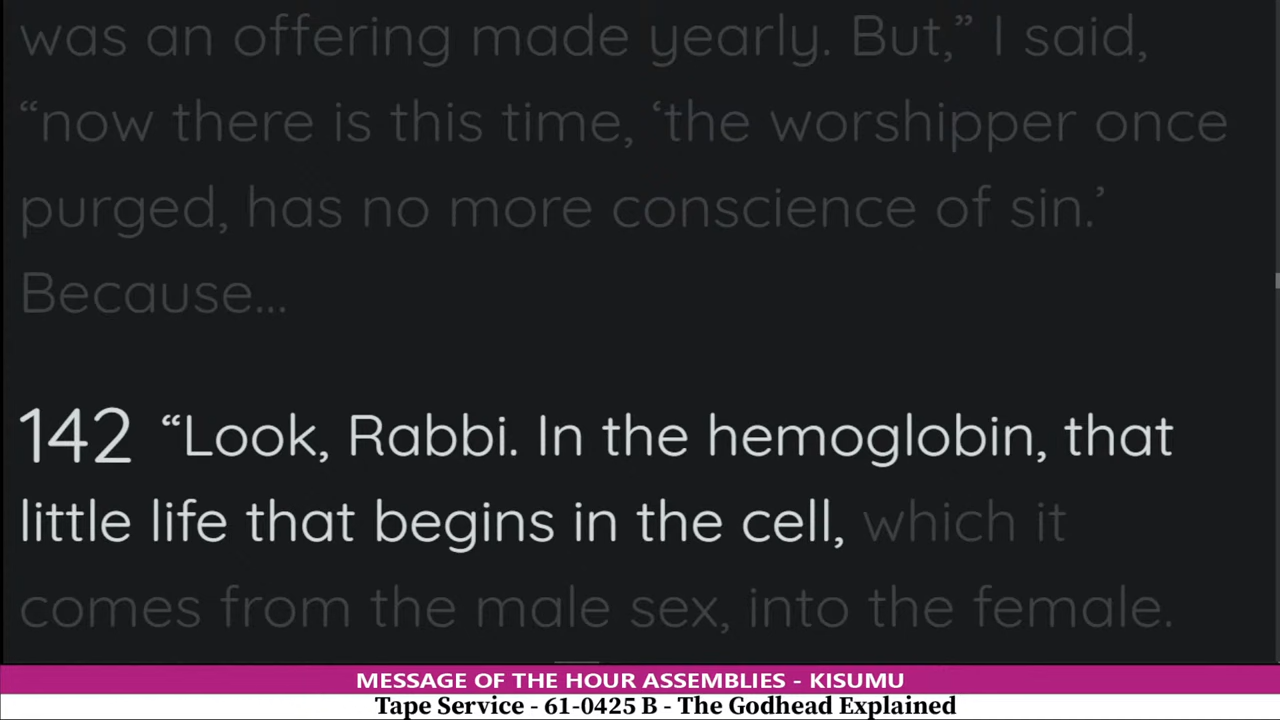 was an offering made yearly. But,” I said,
“now there is this time, ‘the worshipper once
purged, has no more conscience of sin.’
Because...
142 “Look, Rabbi. In the hemoglobin, that
little life that begins in the cell, which it
comes from the male sex, into the female.
MESSAGE OF THE HOUR ASSEMBLIES - KISUMU
Tape Service - 61-0425 B - The Godhead Explained